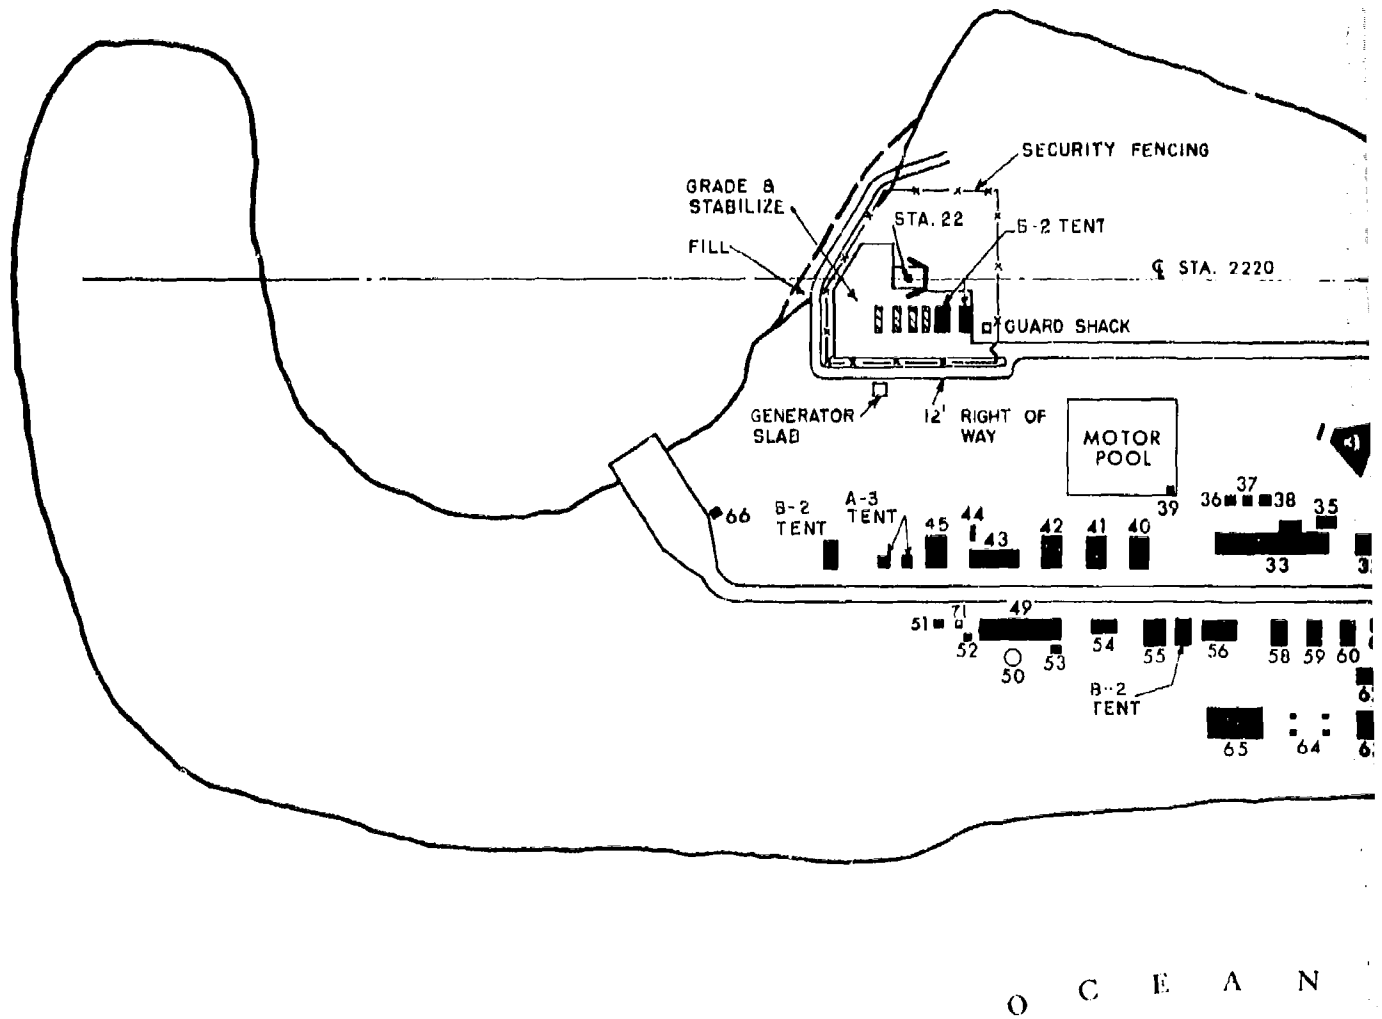 SECURITY FENCING
GRADE &
STABILIZE
STA. 22
B-2 TENT
FILL
℄ STA. 2220
GUARD SHACK
GENERATOR
SLAB
12' RIGHT OF
WAY
MOTOR
POOL
39
36
37
38
35
66
B-2
TENT
A-3
TENT
45
44
43
42
41
40
33
51
71
49
52
50
53
54
55
56
58
59
60
B-2
TENT
65
64
OCEAN